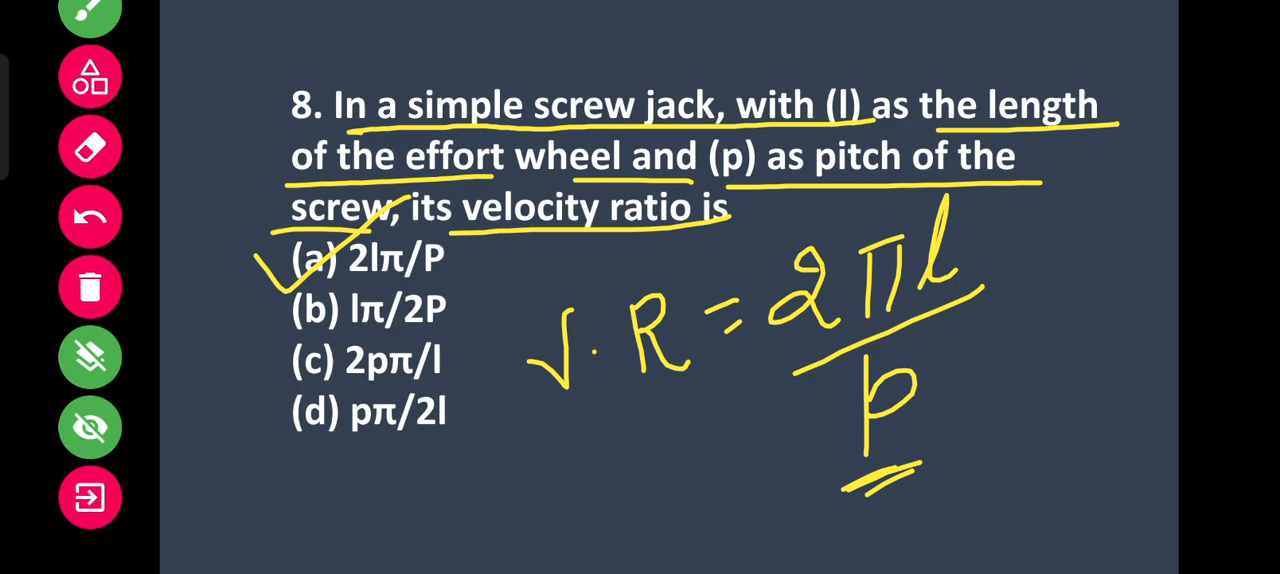 8. In a simple screw jack, with (l) as the length
of the effort wheel and (p) as pitch of the
screw, its velocity ratio is
(a) 2lπ/P
(b) lπ/2P
(c) 2pπ/l
(d) pπ/2l
V.R = 2πl
p